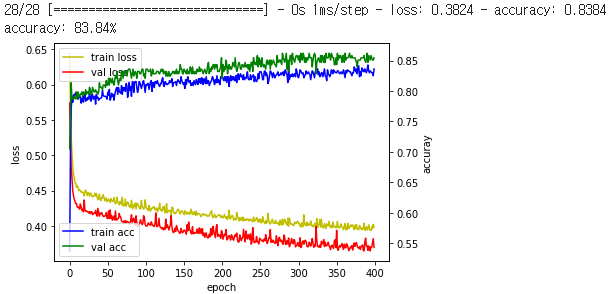 28/28 [==============================] - 0s 1ms/step - loss: 0.3824 - accuracy: 0.8384
accuracy: 83.84%
0.65
0.60
0.55
0.50
0.45
0.40
loss
train loss
val loss
train acc
val acc
0.85
0.80
0.75
0.70
0.65
0.60
0.55
accuray
0 50 100 150 200 250 300 350 400
epoch